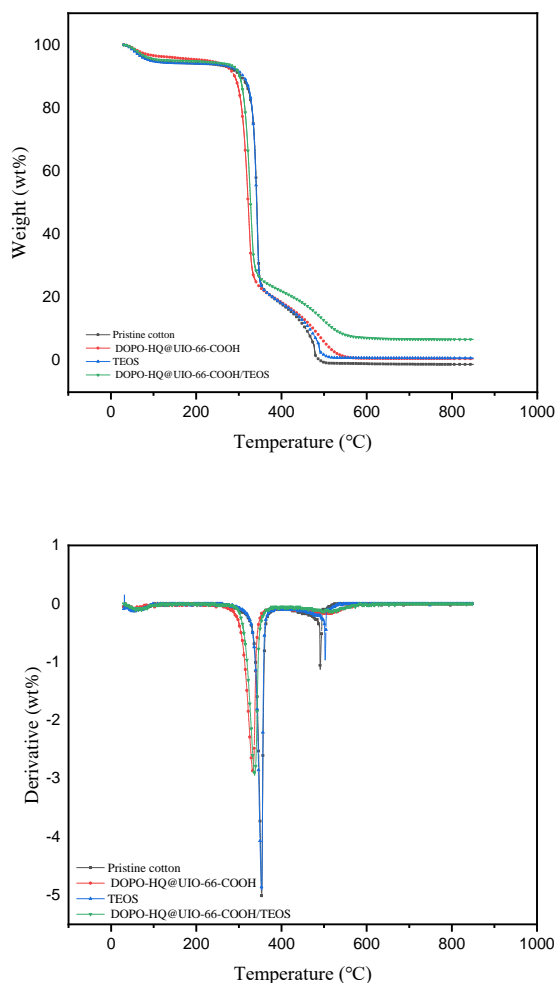 100
80
60
40
20
0
Weight (wt%)
Pristine cotton
DOPO-HQ@UIO-66-COOH
TEOS
DOPO-HQ@UIO-66-COOH/TEOS
0 200 400 600 800 1000
Temperature (℃)
1
0
-1
-2
-3
-4
-5
Derivative (wt%)
Pristine cotton
DOPO-HQ@UIO-66-COOH
TEOS
DOPO-HQ@UIO-66-COOH/TEOS
0 200 400 600 800 1000
Temperature (℃)